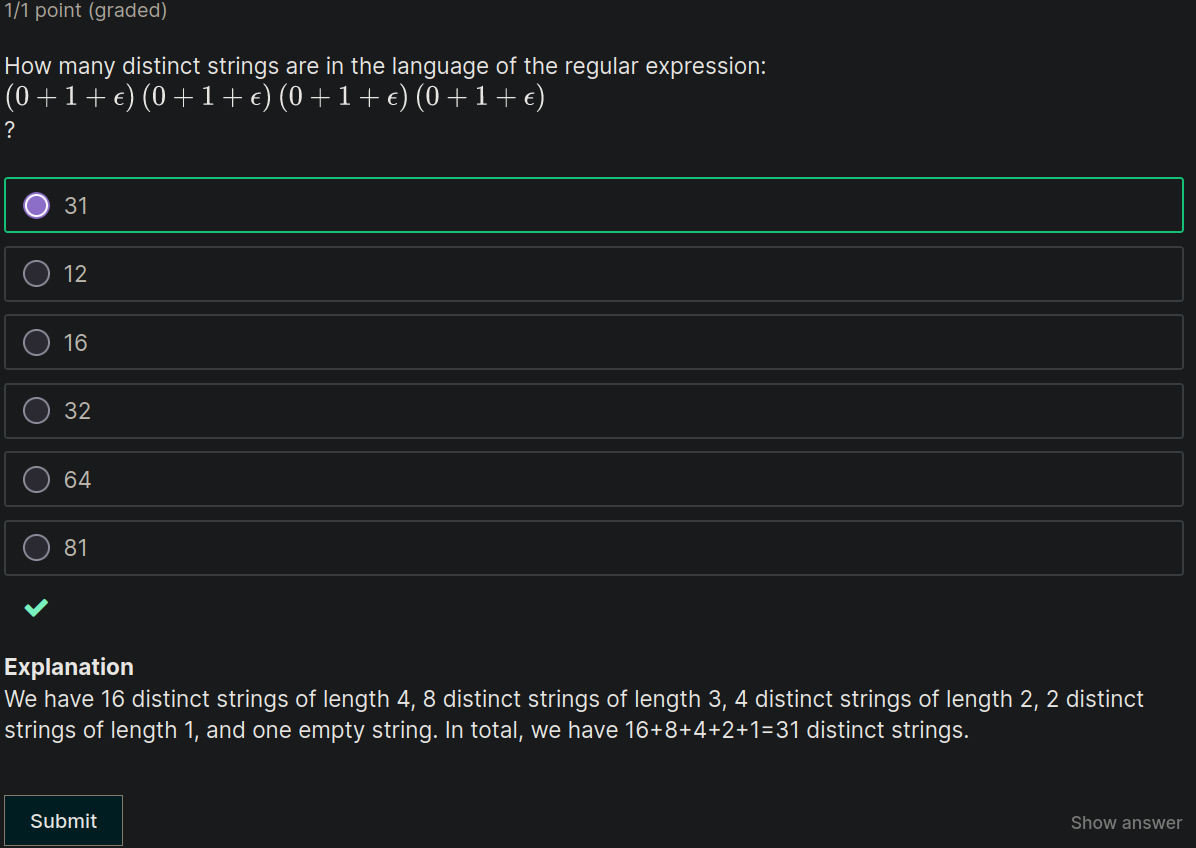 1/1 point (graded)
How many distinct strings are in the language of the regular expression:
(0 + 1 + ϵ) (0 + 1 + ϵ) (0 + 1 + ϵ) (0 + 1 + ϵ)
?
31
12
16
32
64
81
Explanation
We have 16 distinct strings of length 4, 8 distinct strings of length 3, 4 distinct strings of length 2, 2 distinct
strings of length 1, and one empty string. In total, we have 16+8+4+2+1=31 distinct strings.
Submit
Show answer